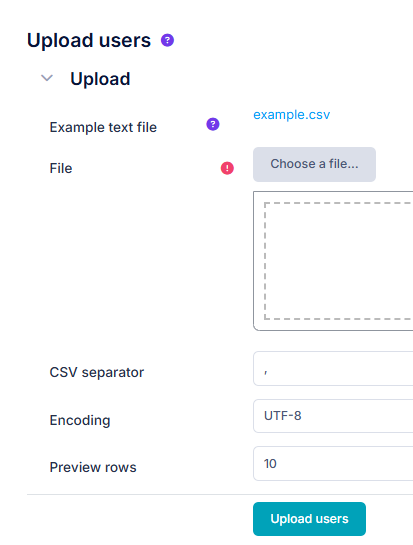 Upload users
Upload
Example text file
example.csv
File
Choose a file...
CSV separator
,
Encoding
UTF-8
Preview rows
10
Upload users